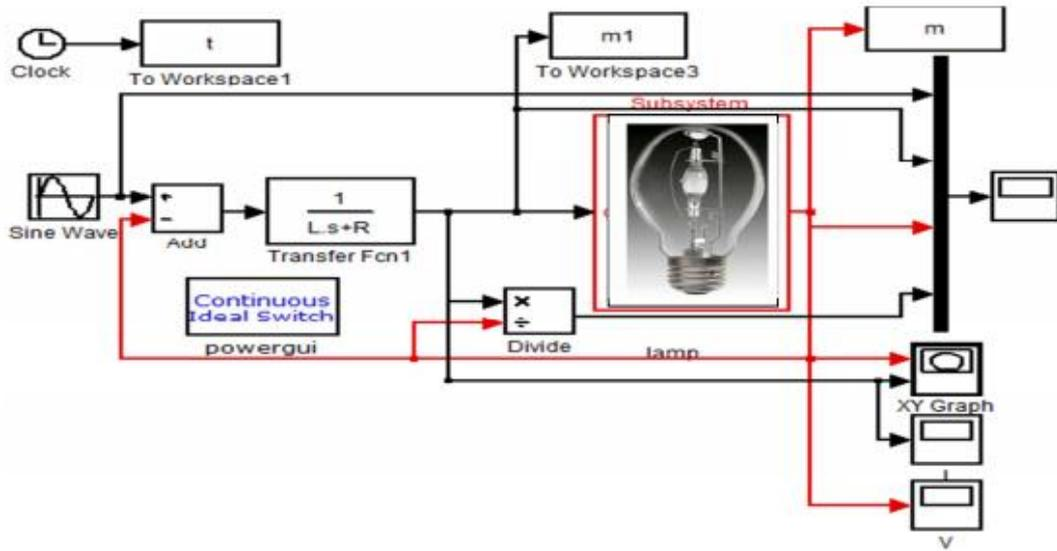 t
m1
m
Clock
To Workspace1
To Workspace3
Subsystem
+
−
1
L.s+R
Sine Wave
Add
Transfer Fcn1
Continuous
Ideal Switch
powergui
×
÷
Divide
lamp
XY Graph
I
V